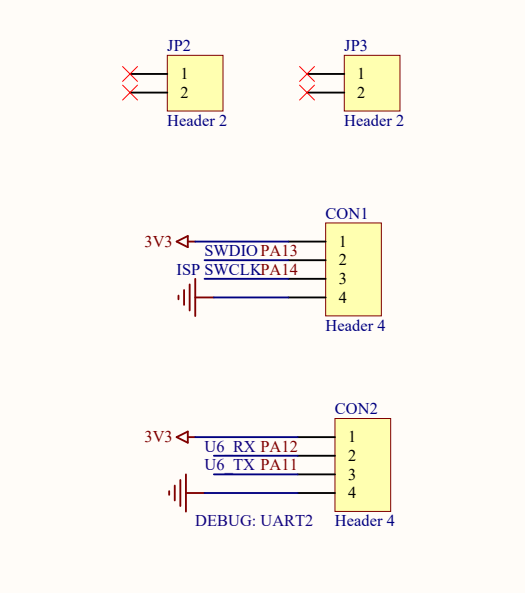 JP2 JP3
1 1
2 2
Header 2 Header 2
CON1
3V3 1
SWDIO PA13 2
ISP SWCLK PA14 3
4
Header 4
CON2
3V3 1
U6_RX PA12 2
U6_TX PA11 3
4
DEBUG: UART2 Header 4